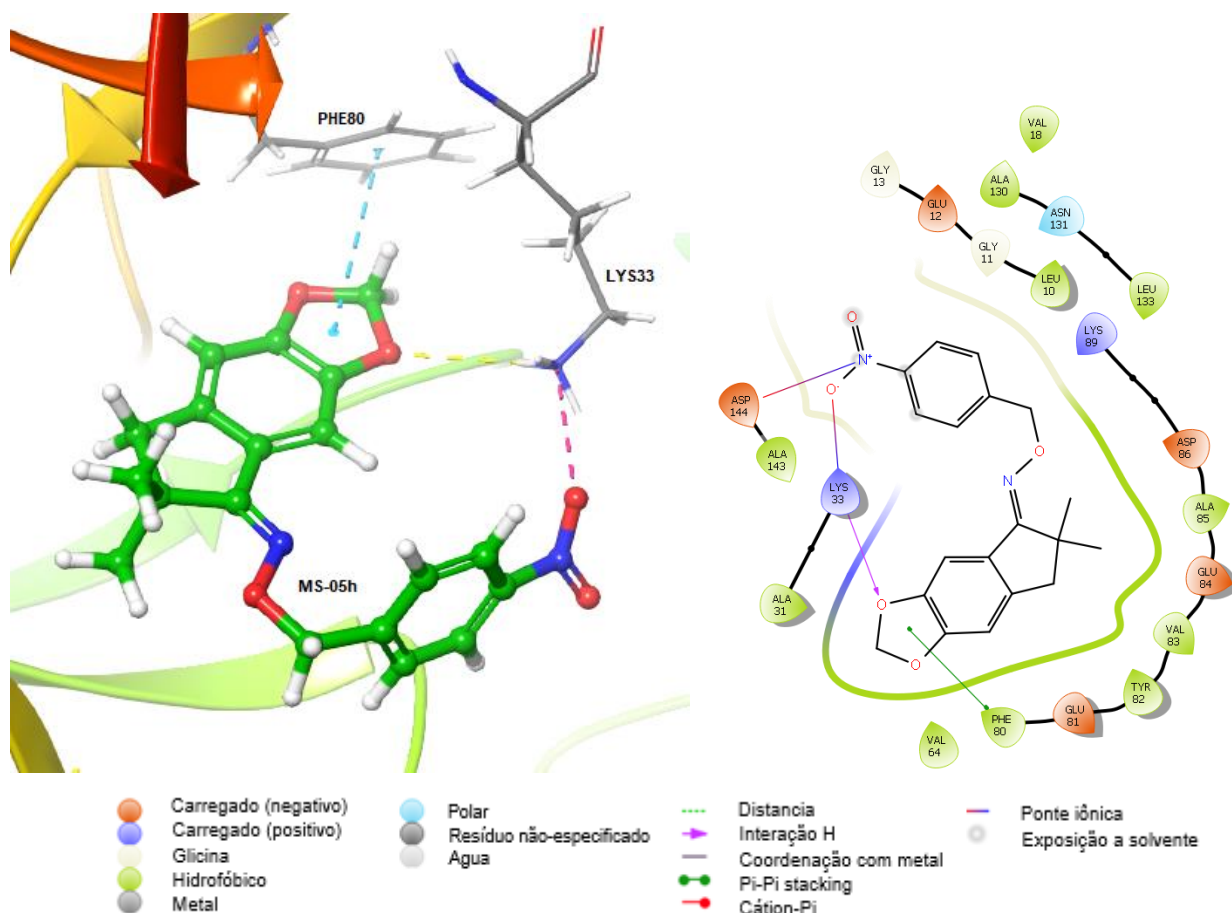 PHE80
LYS33
MS-05h
VAL
18
GLY
13
ALA
130
GLU
12
ASN
131
GLY
11
LEU
10
LEU
133
LYS
89
O
N+
O-
ASP
144
ALA
143
ASP
86
O
N
LYS
33
ALA
85
GLU
84
ALA
31
O
O
VAL
83
TYR
82
GLU
81
PHE
80
VAL
64
Carregado (negativo)
Carregado (positivo)
Glicina
Hidrofóbico
Metal
Polar
Resíduo não-especificado
Agua
Distancia
Interação H
Coordenação com metal
Pi-Pi stacking
Cátion-Pi
Ponte iônica
Exposição a solvente